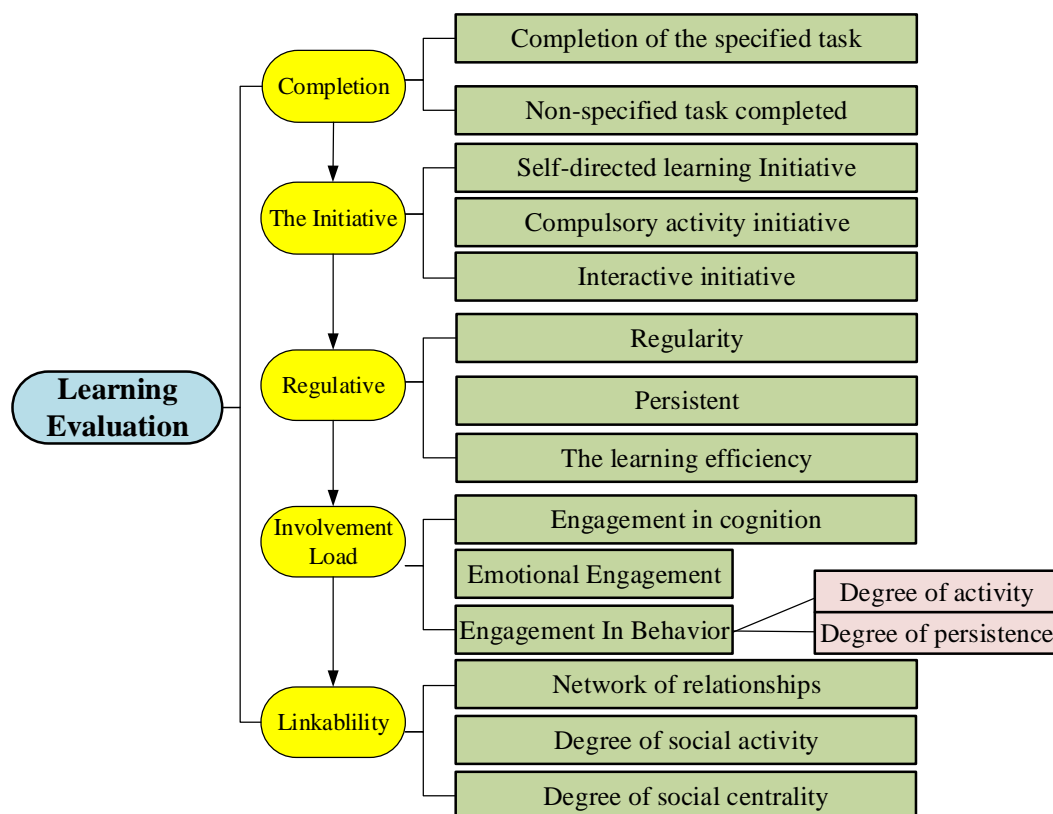 Completion of the specified task
Completion
Non-specified task completed
Self-directed learning Initiative
The Initiative
Compulsory activity initiative
Interactive initiative
Regularity
Regulative
Persistent
The learning efficiency
Learning
Evaluation
Engagement in cognition
Involvement
Load
Emotional Engagement
Engagement In Behavior
Degree of activity
Degree of persistence
Network of relationships
Linkablility
Degree of social activity
Degree of social centrality